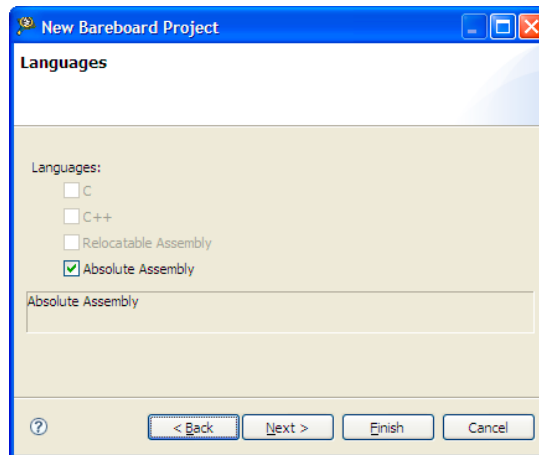 New Bareboard Project
Languages
Languages:
C
C++
Relocatable Assembly
Absolute Assembly
Absolute Assembly
? < Back Next > Finish Cancel